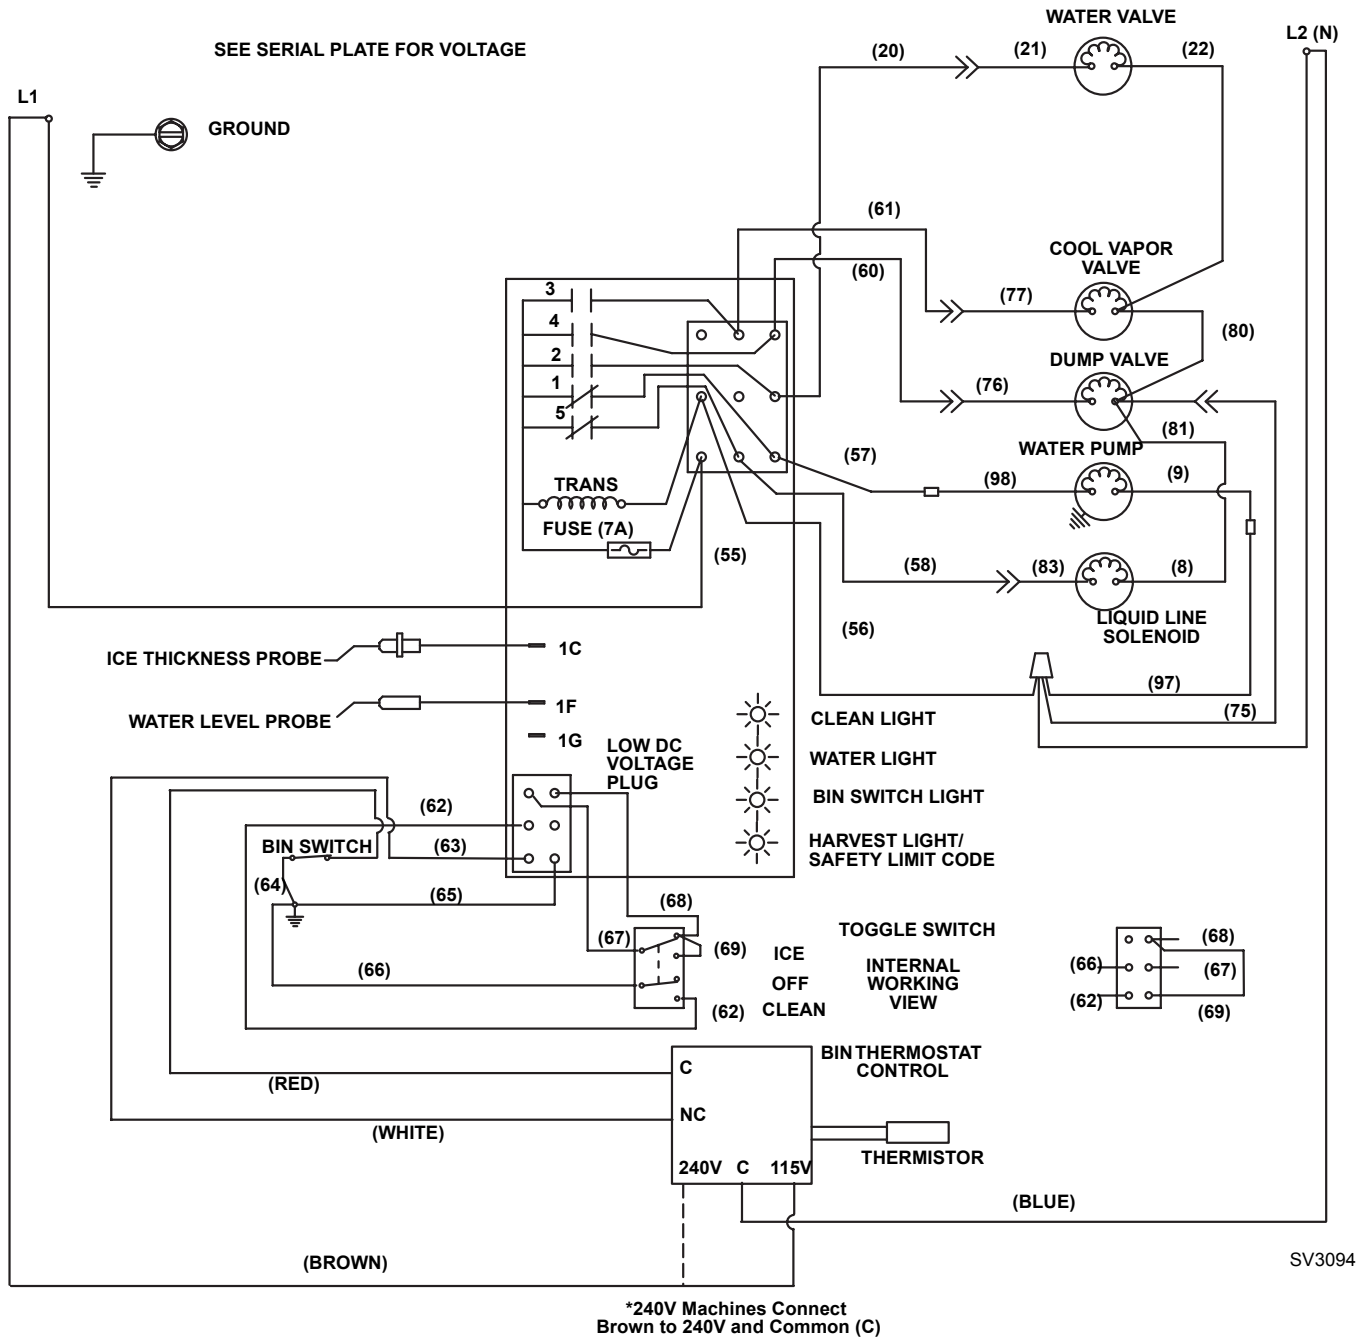 WATER VALVE
L2 (N)
SEE SERIAL PLATE FOR VOLTAGE
(20)
(21)
(22)
L1
GROUND
(61)
COOL VAPOR
VALVE
(60)
(77)
3
4
(80)
2
DUMP VALVE
1
(76)
5
(81)
WATER PUMP
(57)
TRANS
(98)
(9)
FUSE (7A)
(55)
(58)
(83)
(8)
LIQUID LINE
SOLENOID
(56)
1C
ICE THICKNESS PROBE
(97)
1F
(75)
WATER LEVEL PROBE
CLEAN LIGHT
1G
LOW DC
VOLTAGE
PLUG
WATER LIGHT
BIN SWITCH LIGHT
(62)
HARVEST LIGHT/
SAFETY LIMIT CODE
BIN SWITCH
(63)
(64)
(65)
(68)
TOGGLE SWITCH
(67)
(69)
ICE
(68)
INTERNAL
WORKING
VIEW
(66)
(66)
(67)
OFF
(62)
CLEAN
(62)
(69)
BIN THERMOSTAT
CONTROL
C
(RED)
NC
(WHITE)
THERMISTOR
240V C 115V
(BLUE)
(BROWN)
SV3094
*240V Machines Connect
Brown to 240V and Common (C)